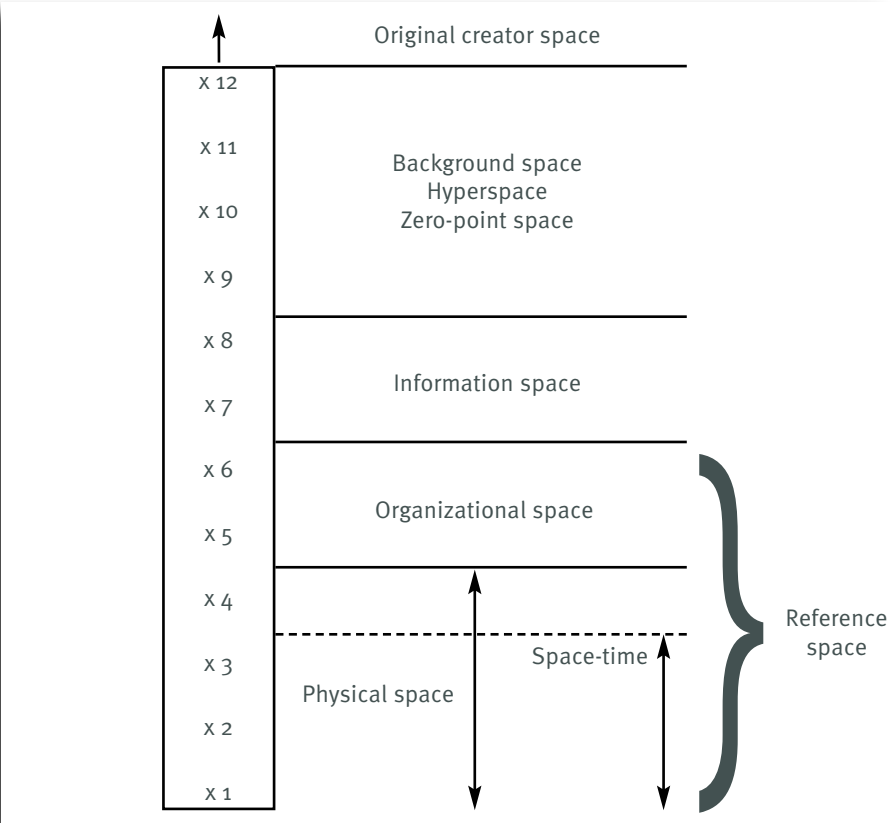 Original creator space
x 12
x 11
Background space
Hyperspace
x 10
Zero-point space
x 9
x 8
Information space
x 7
x 6
Organizational space
x 5
x 4
Reference
space
x 3
Space-time
Physical space
x 2
x 1